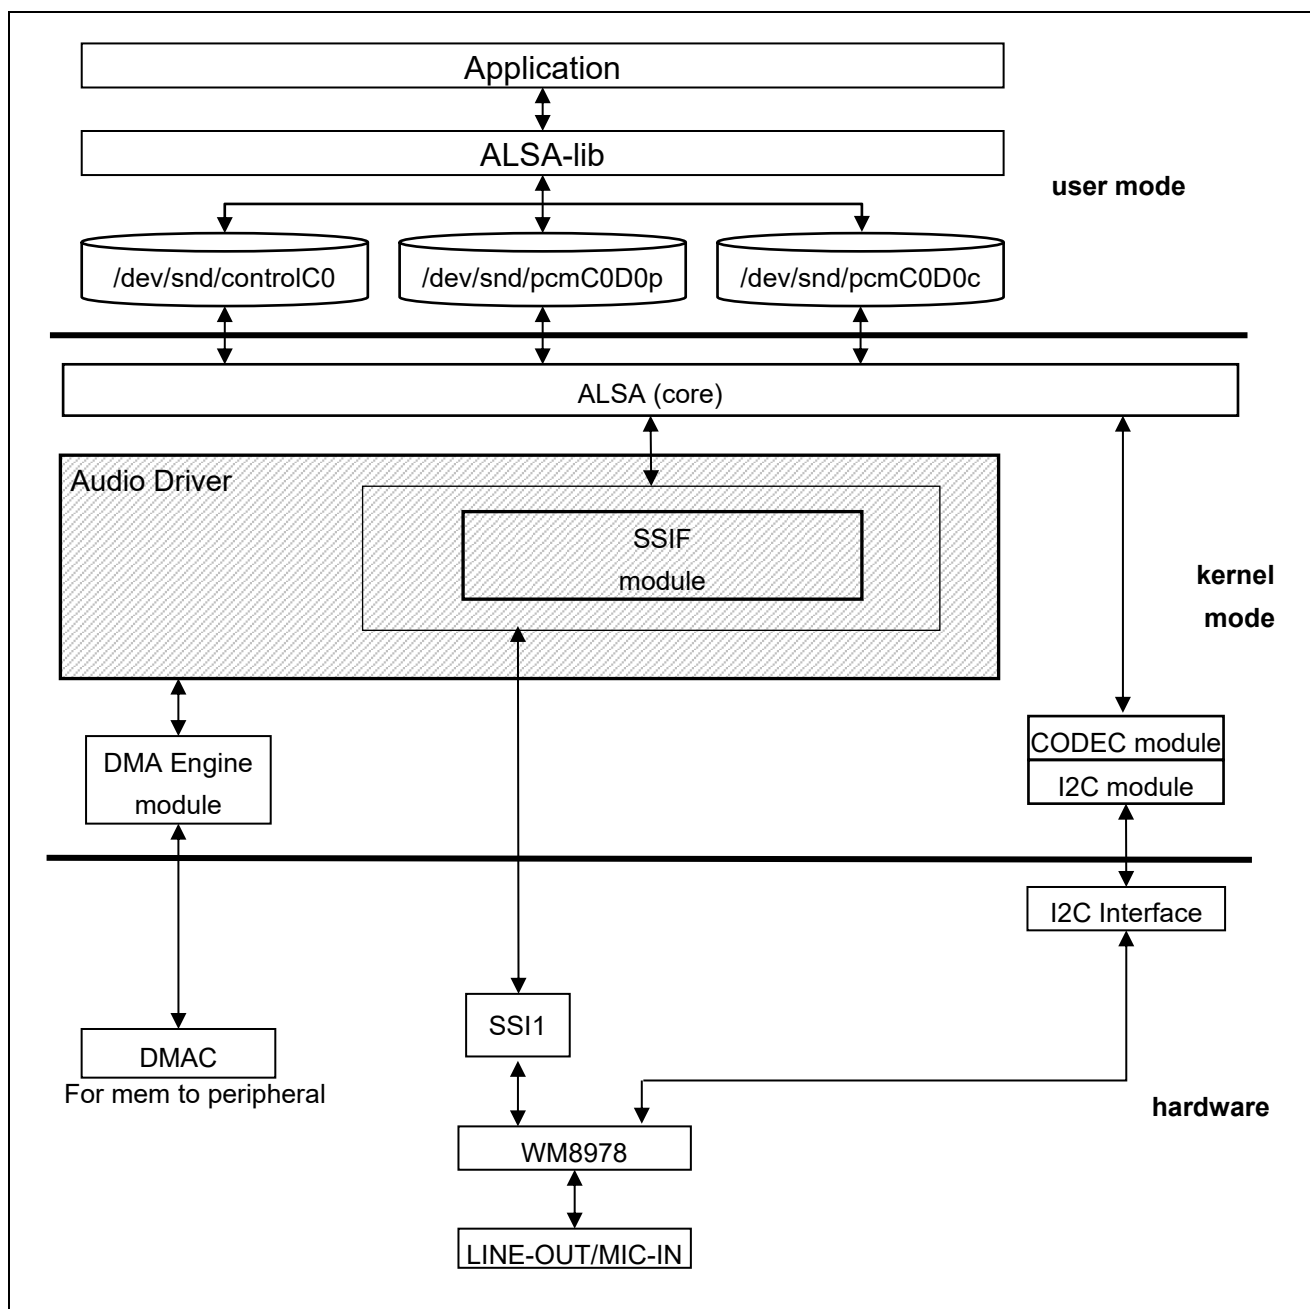 Application
ALSA-lib
user mode
/dev/snd/controlC0
/dev/snd/pcmC0D0p
/dev/snd/pcmC0D0c
ALSA (core)
Audio Driver
SSIF
module
kernel
mode
DMA Engine
module
CODEC module
I2C module
I2C Interface
SSI1
DMAC
For mem to peripheral
hardware
WM8978
LINE-OUT/MIC-IN